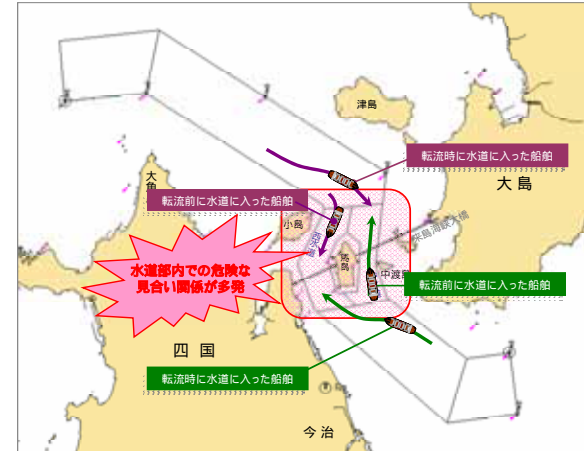 津島
転流時に水道に入った船舶
大島
大角
転流前に水道に入った船舶
小島
来島海峡大橋
西水道
馬島
中渡島
水道部内での危険な
見合い関係が多発
転流前に水道に入った船舶
四国
転流時に水道に入った船舶
今治